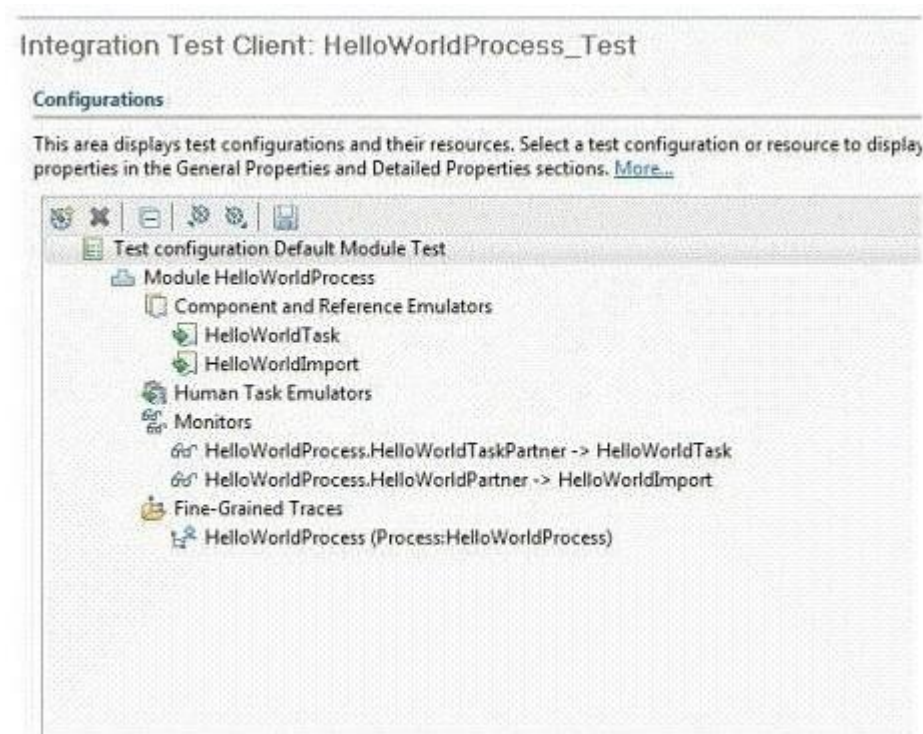 Integration Test Client: HelloWorldProcess_Test
Configurations
This area displays test configurations and their resources. Select a test configuration or resource to display
properties in the General Properties and Detailed Properties sections. More...
Test configuration Default Module Test
Module HelloWorldProcess
Component and Reference Emulators
HelloWorldTask
HelloWorldImport
Human Task Emulators
Monitors
HelloWorldProcess.HelloWorldTaskPartner -> HelloWorldTask
HelloWorldProcess.HelloWorldPartner -> HelloWorldImport
Fine-Grained Traces
HelloWorldProcess (Process:HelloWorldProcess)